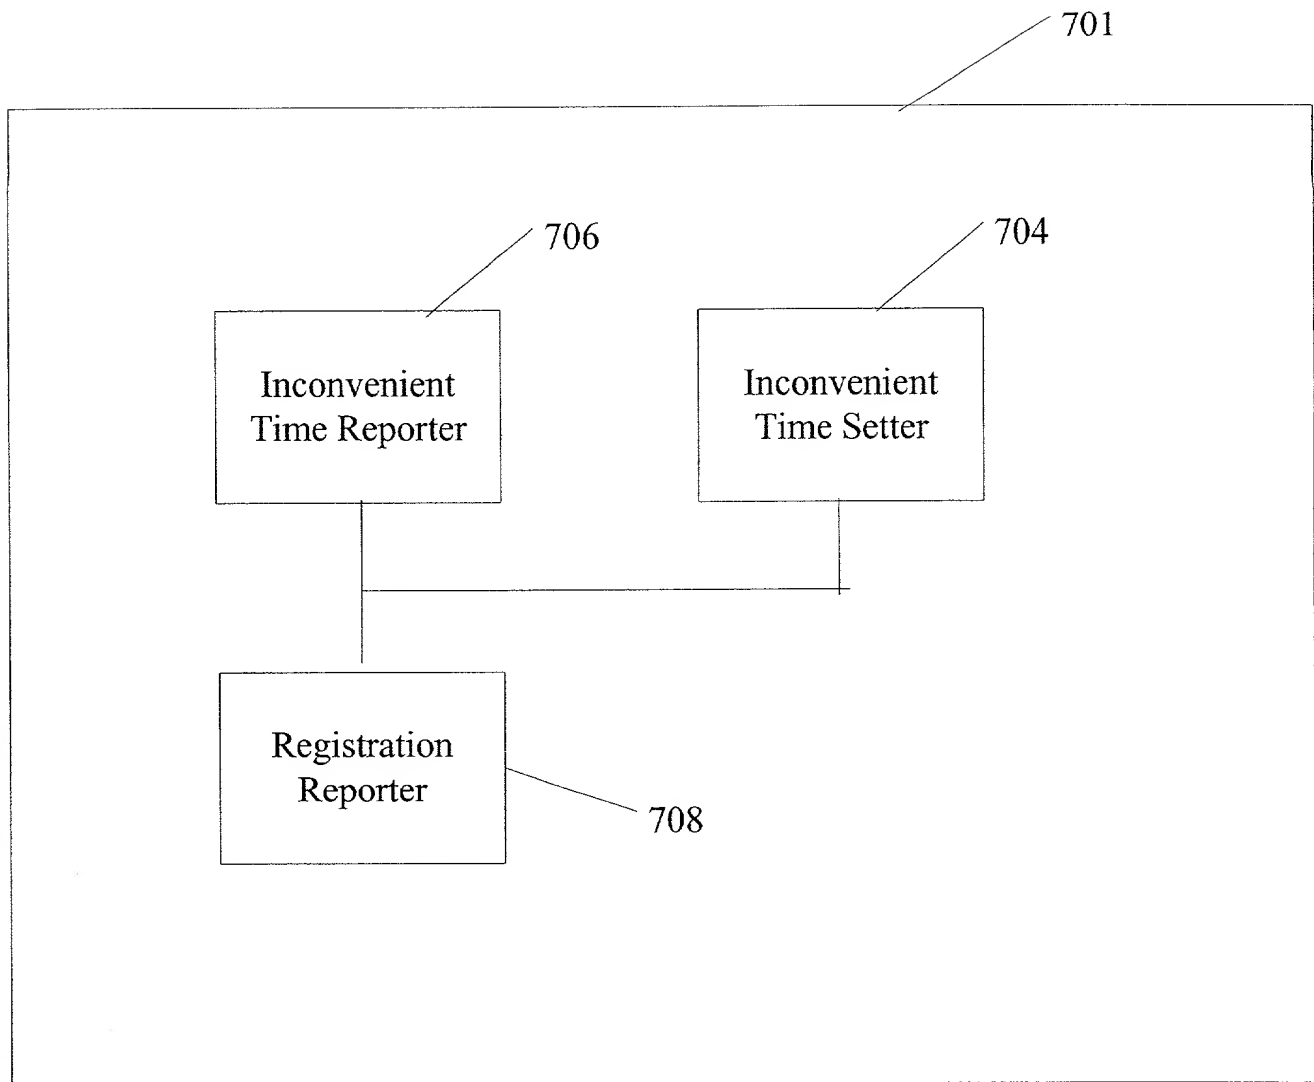 701
706
704
Inconvenient
Time Reporter
Inconvenient
Time Setter
Registration
Reporter
708